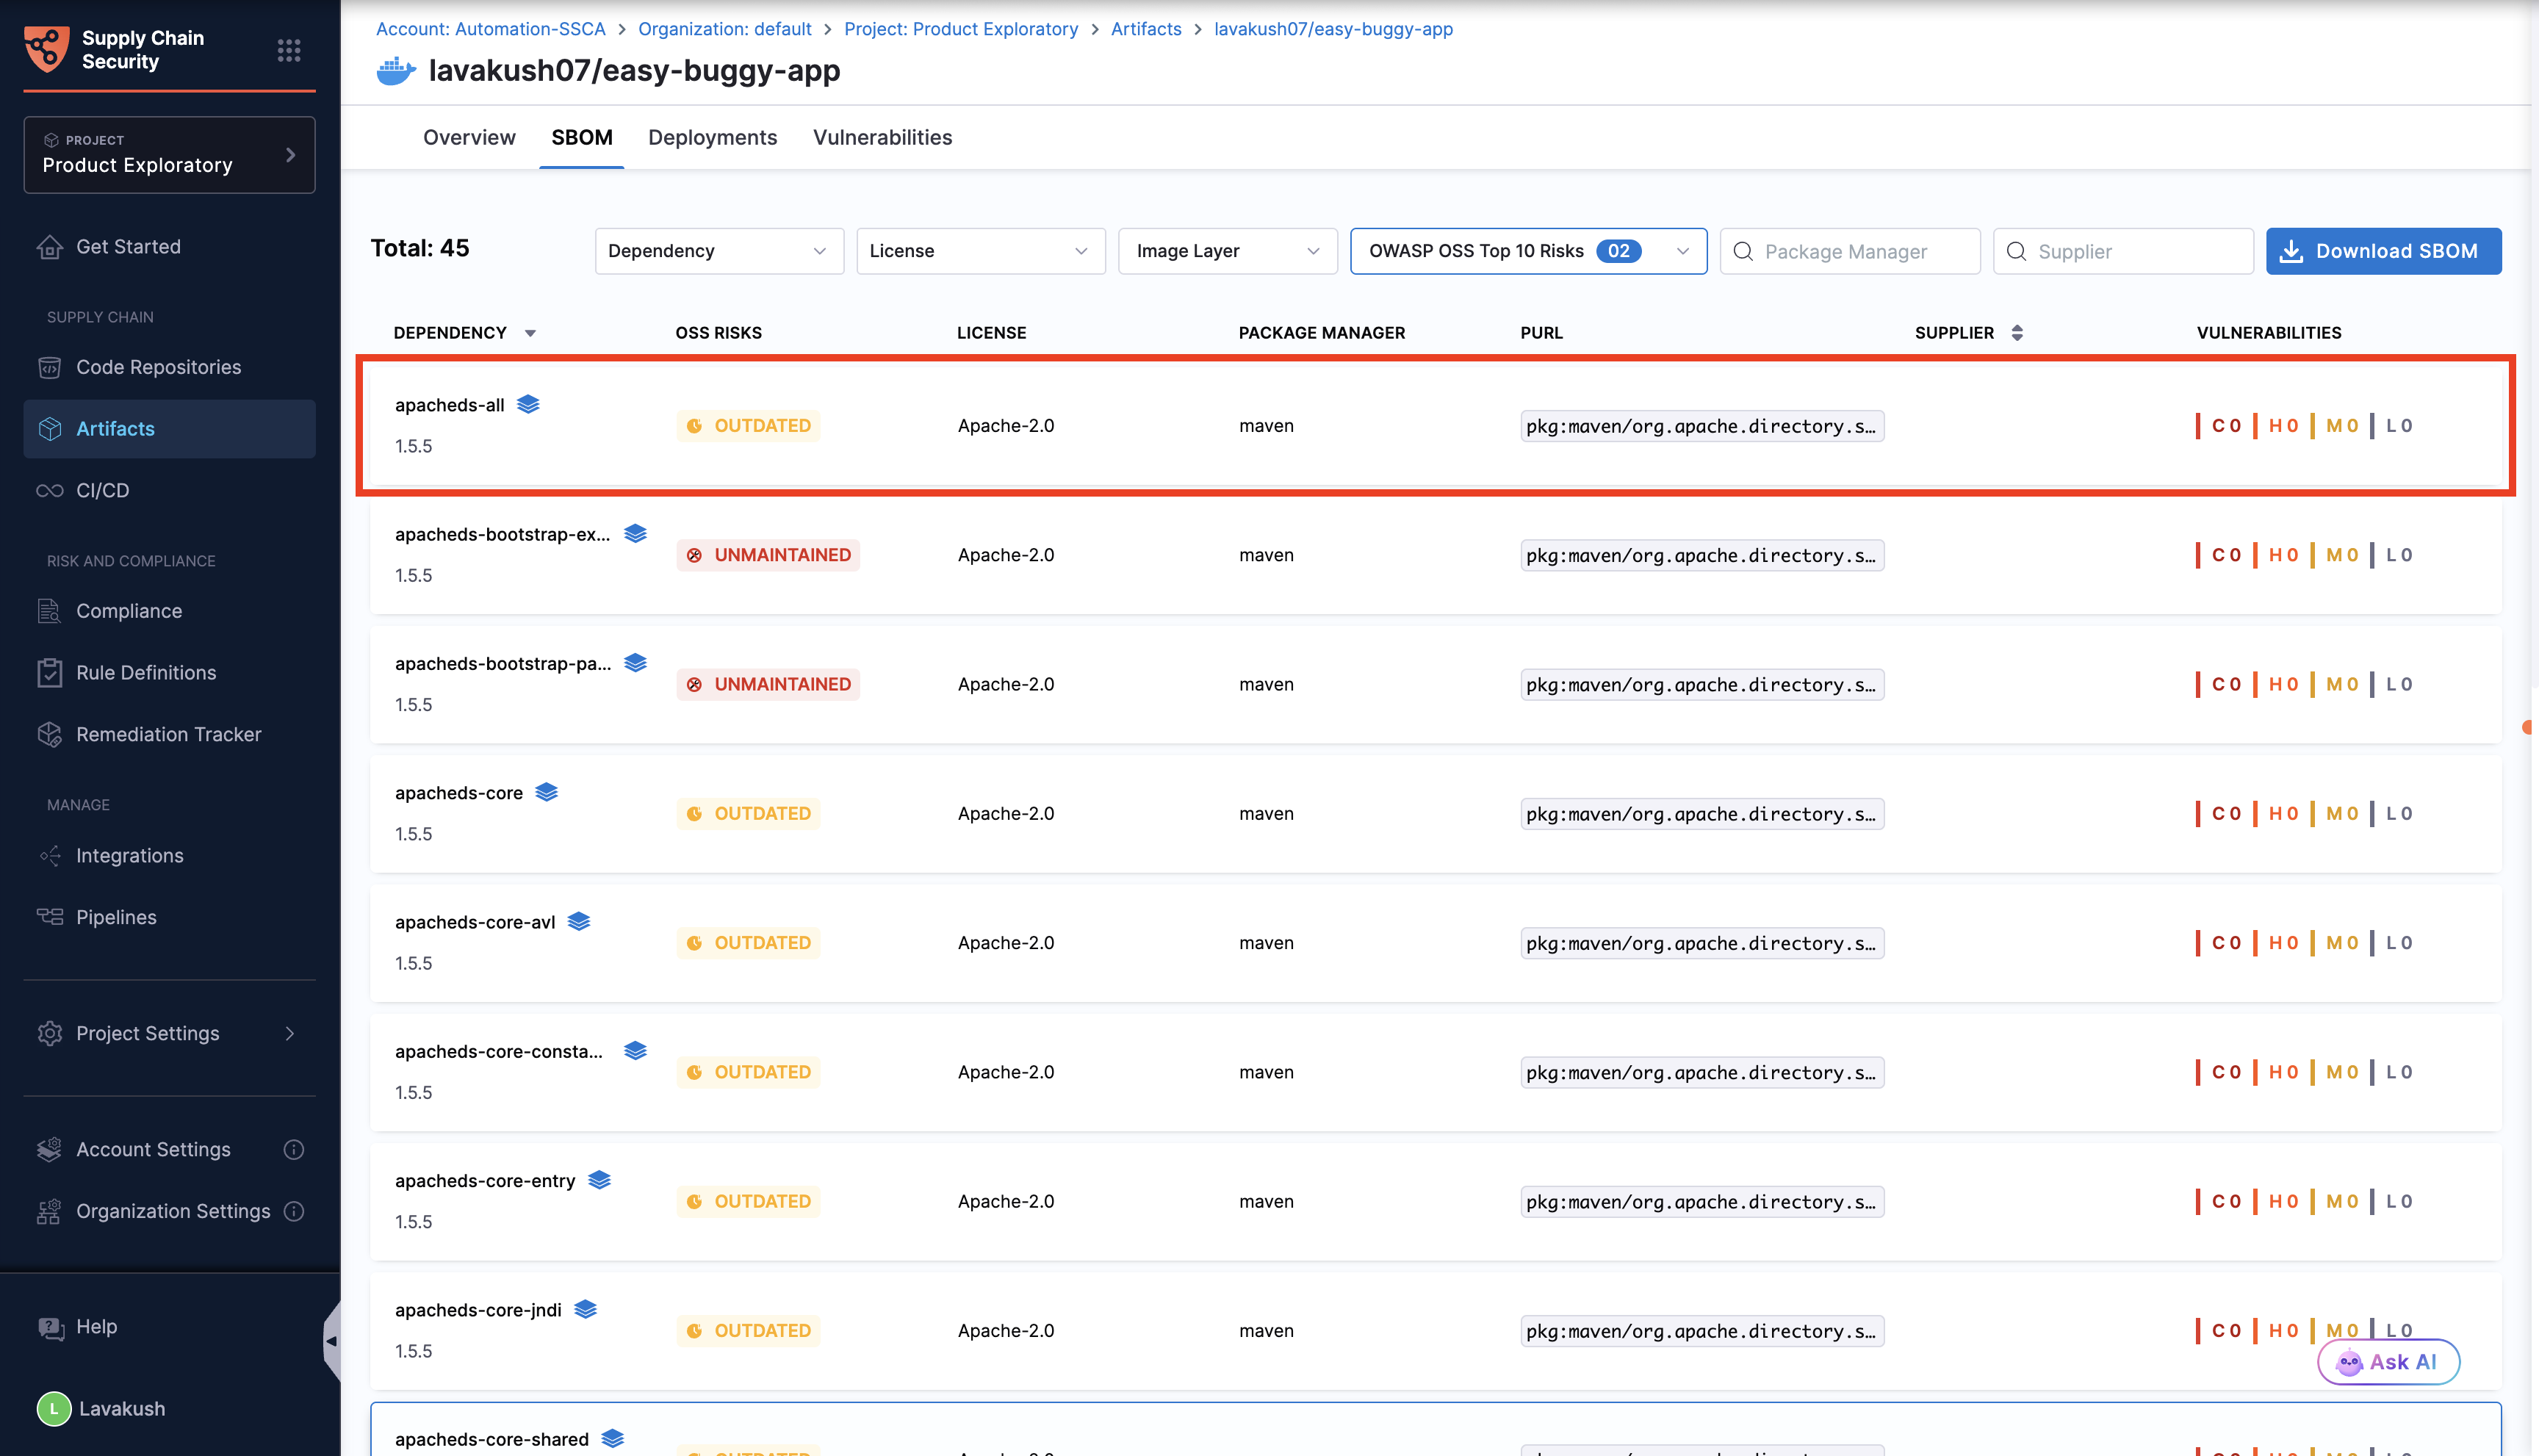 Supply Chain
Security
PROJECT
Product Exploratory
Get Started
SUPPLY CHAIN
Code Repositories
Artifacts
CI/CD
RISK AND COMPLIANCE
Compliance
Rule Definitions
Remediation Tracker
MANAGE
Integrations
Pipelines
Project Settings
Account Settings
Organization Settings
Help
L Lavakush
Account: Automation-SSCA > Organization: default > Project: Product Exploratory > Artifacts > lavakush07/easy-buggy-app
lavakush07/easy-buggy-app
Overview SBOM Deployments Vulnerabilities
Total: 45 Dependency License Image Layer OWASP OSS Top 10 Risks 02 Package Manager Supplier Download SBOM
DEPENDENCY OSS RISKS LICENSE PACKAGE MANAGER PURL SUPPLIER VULNERABILITIES
apacheds-all
1.5.5
OUTDATED Apache-2.0 maven pkg:maven/org.apache.directory.s... C 0 H 0 M 0 L 0
apacheds-bootstrap-ex...
1.5.5
UNMAINTAINED Apache-2.0 maven pkg:maven/org.apache.directory.s... C 0 H 0 M 0 L 0
apacheds-bootstrap-pa...
1.5.5
UNMAINTAINED Apache-2.0 maven pkg:maven/org.apache.directory.s... C 0 H 0 M 0 L 0
apacheds-core
1.5.5
OUTDATED Apache-2.0 maven pkg:maven/org.apache.directory.s... C 0 H 0 M 0 L 0
apacheds-core-avl
1.5.5
OUTDATED Apache-2.0 maven pkg:maven/org.apache.directory.s... C 0 H 0 M 0 L 0
apacheds-core-consta...
1.5.5
OUTDATED Apache-2.0 maven pkg:maven/org.apache.directory.s... C 0 H 0 M 0 L 0
apacheds-core-entry
1.5.5
OUTDATED Apache-2.0 maven pkg:maven/org.apache.directory.s... C 0 H 0 M 0 L 0
apacheds-core-jndi
1.5.5
OUTDATED Apache-2.0 maven pkg:maven/org.apache.directory.s... C 0 H 0 M 0 L 0
Ask AI
apacheds-core-shared